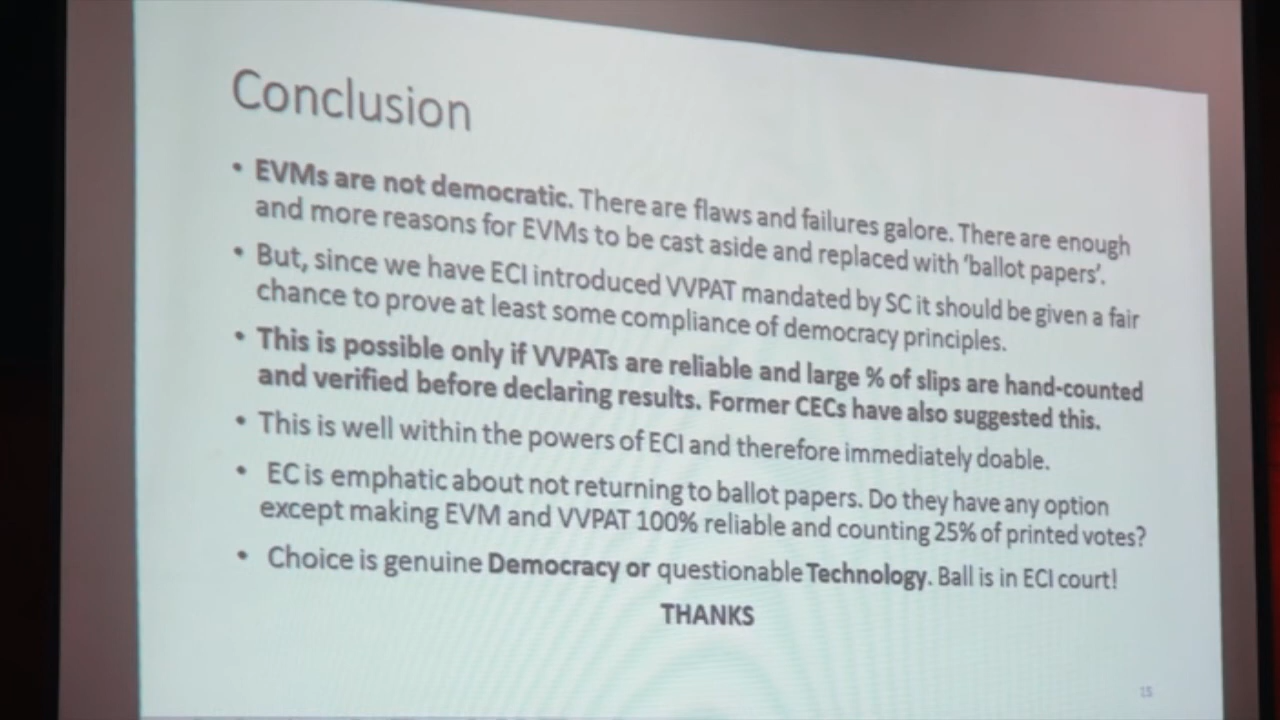 Conclusion
• EVMs are not democratic. There are flaws and failures galore. There are enough
and more reasons for EVMs to be cast aside and replaced with ‘ballot papers’.
• But, since we have ECI introduced VVPAT mandated by SC it should be given a fair
chance to prove at least some compliance of democracy principles.
• This is possible only if VVPATs are reliable and large % of slips are hand-counted
and verified before declaring results. Former CECs have also suggested this.
• This is well within the powers of ECI and therefore immediately doable.
• EC is emphatic about not returning to ballot papers. Do they have any option
except making EVM and VVPAT 100% reliable and counting 25% of printed votes?
• Choice is genuine Democracy or questionable Technology. Ball is in ECI court!
THANKS
15